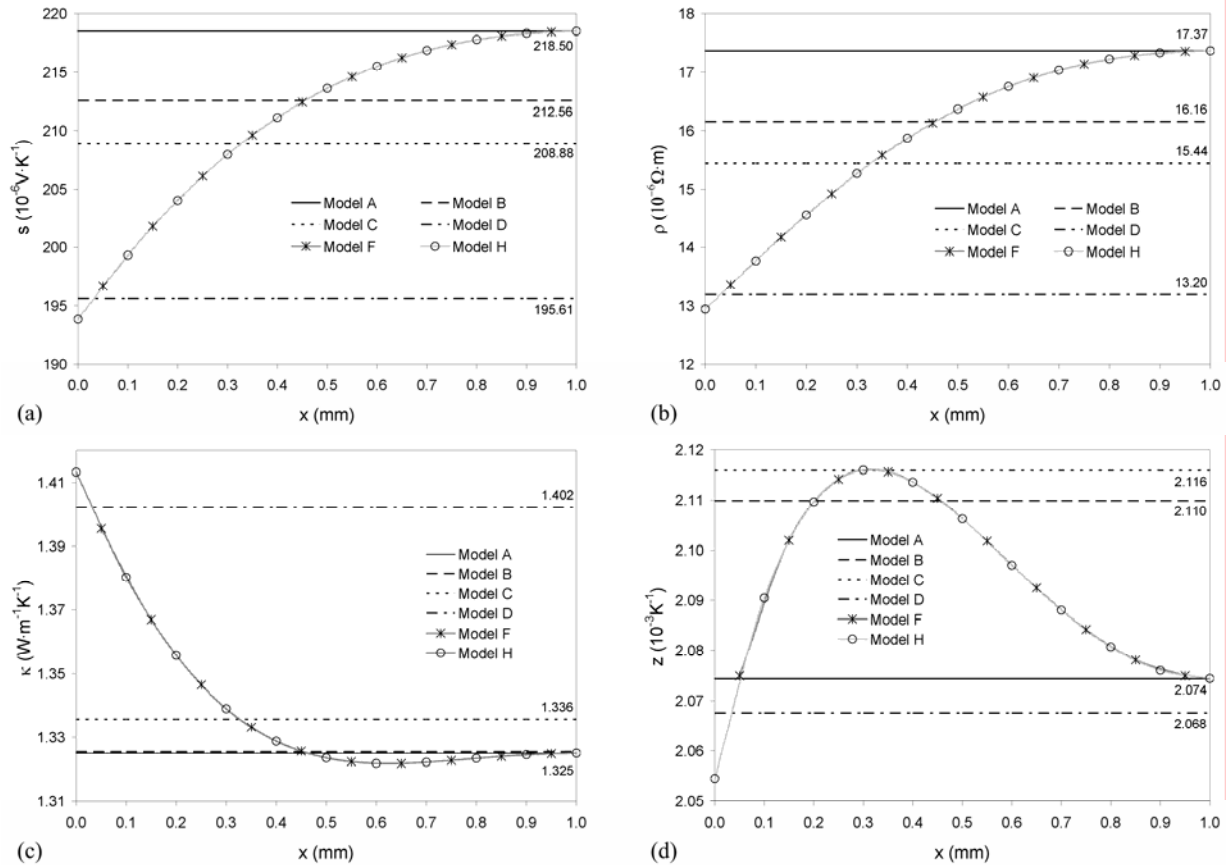 220
215
210
205
200
195
190
s (10⁻⁶V·K⁻¹)
218.50
212.56
208.88
195.61
Model A Model B
Model C Model D
Model F Model H
0.0 0.1 0.2 0.3 0.4 0.5 0.6 0.7 0.8 0.9 1.0
(a) x (mm)
18
17
16
15
14
13
12
ρ (10⁻⁶Ω·m)
17.37
16.16
15.44
13.20
Model A Model B
Model C Model D
Model F Model H
0.0 0.1 0.2 0.3 0.4 0.5 0.6 0.7 0.8 0.9 1.0
(b) x (mm)
1.41
1.39
1.37
1.35
1.33
1.31
κ (W·m⁻¹K⁻¹)
1.402
1.336
1.325
Model A
Model B
Model C
Model D
Model F
Model H
0.0 0.1 0.2 0.3 0.4 0.5 0.6 0.7 0.8 0.9 1.0
(c) x (mm)
2.12
2.11
2.10
2.09
2.08
2.07
2.06
2.05
z (10⁻³K⁻¹)
2.116
2.110
2.074
2.068
Model A
Model B
Model C
Model D
Model F
Model H
0.0 0.1 0.2 0.3 0.4 0.5 0.6 0.7 0.8 0.9 1.0
(d) x (mm)